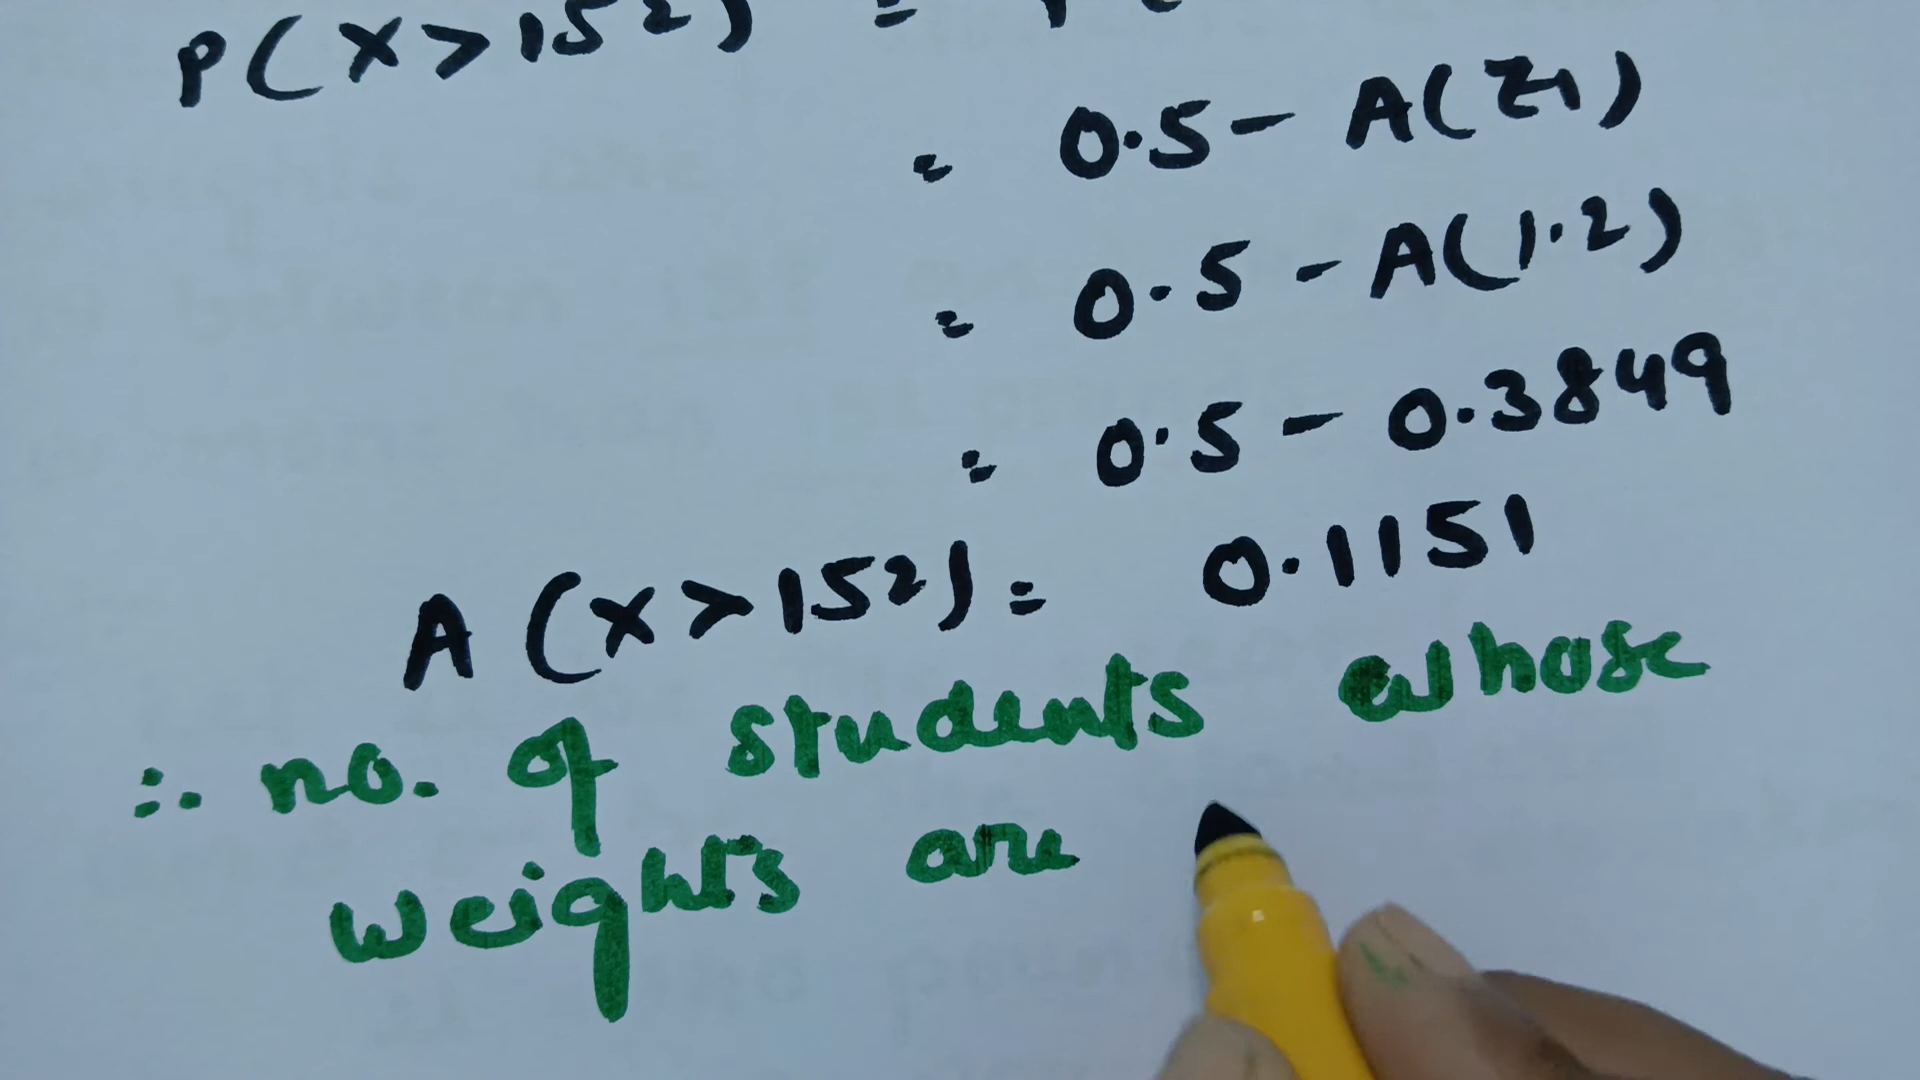 P(X>152) =
= 0.5 - A(Z1)
= 0.5 - A(1.2)
= 0.5 - 0.3849
A(X>152) = 0.1151
∴ no. of students whose
weights are